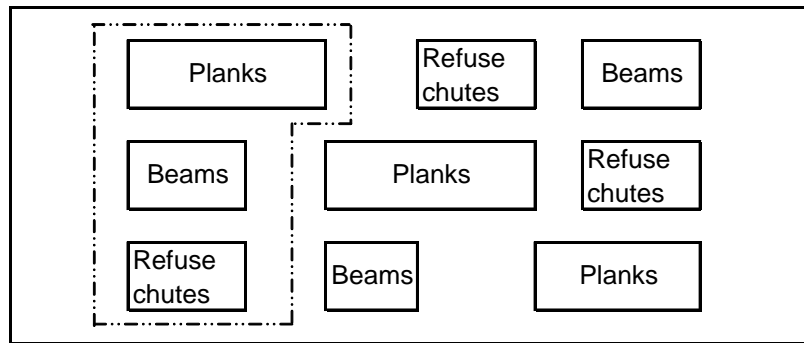 Planks
Refuse
chutes
Beams
Beams
Planks
Refuse
chutes
Refuse
chutes
Beams
Planks